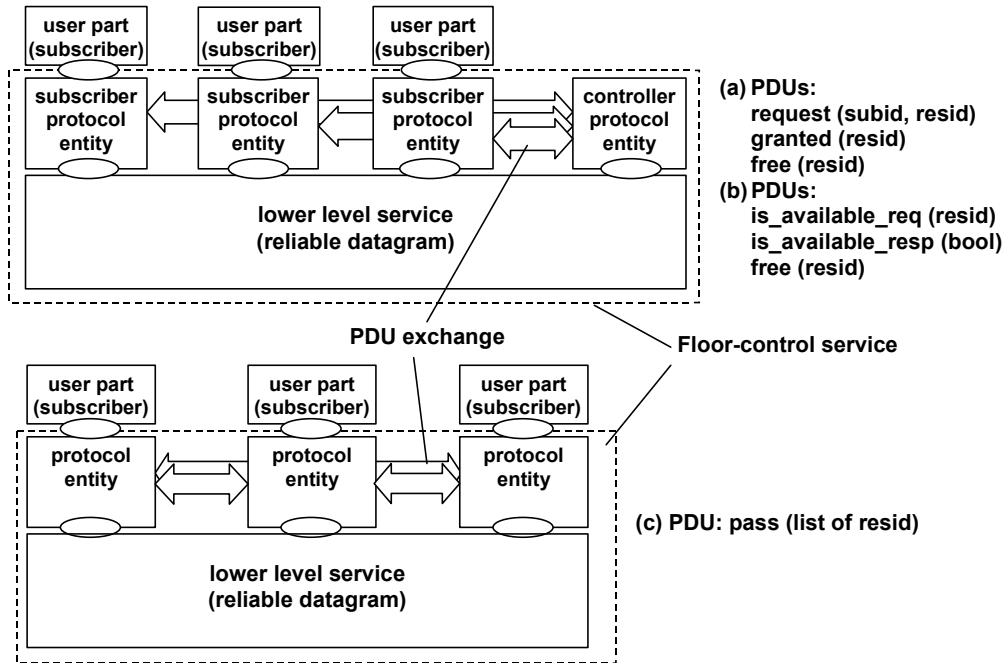 user part
(subscriber)
user part
(subscriber)
user part
(subscriber)
subscriber
protocol
entity
subscriber
protocol
entity
subscriber
protocol
entity
controller
protocol
entity
lower level service
(reliable datagram)
(a) PDUs:
request (subid, resid)
granted (resid)
free (resid)
(b) PDUs:
is_available_req (resid)
is_available_resp (bool)
free (resid)
PDU exchange
Floor-control service
user part
(subscriber)
user part
(subscriber)
user part
(subscriber)
protocol
entity
protocol
entity
protocol
entity
(c) PDU: pass (list of resid)
lower level service
(reliable datagram)